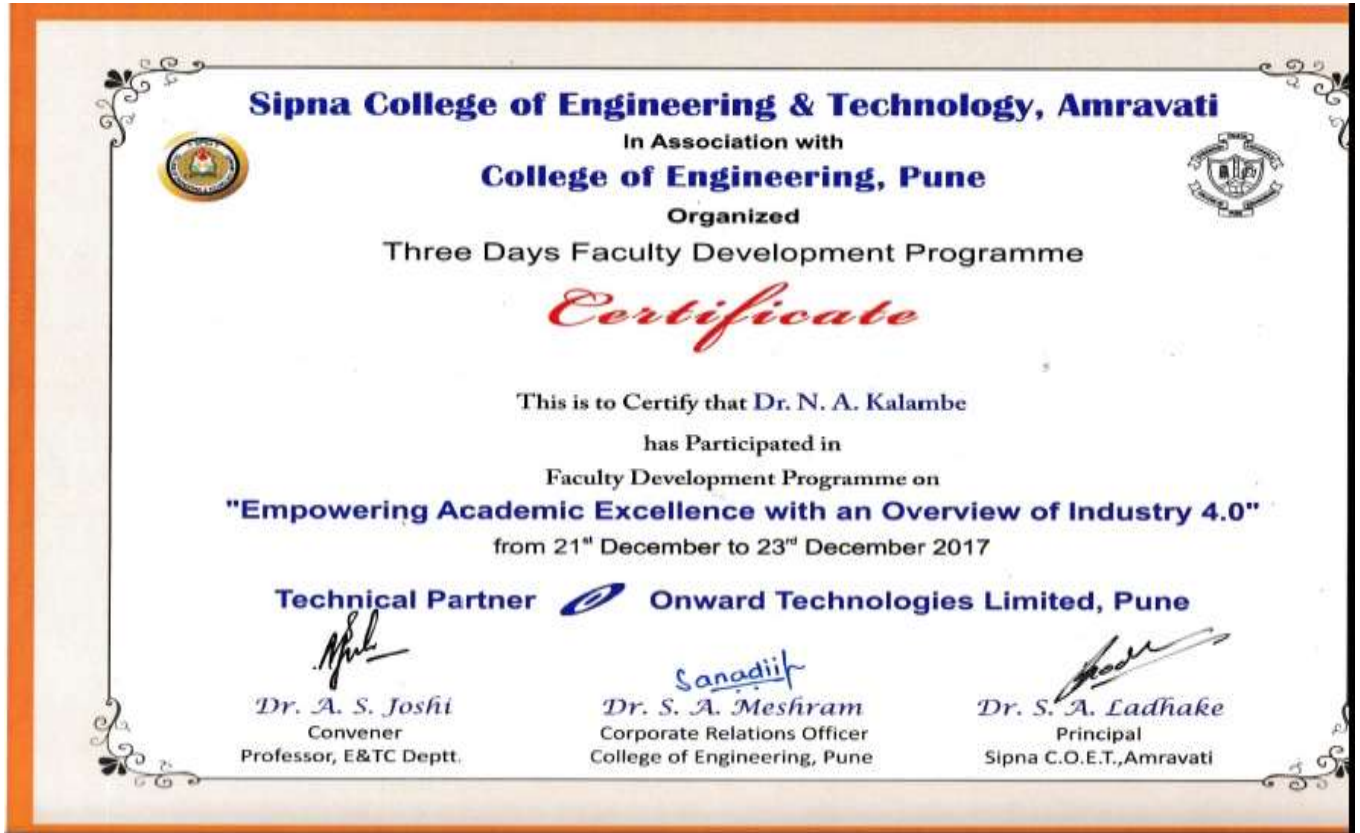 Sipna College of Engineering & Technology, Amravati
In Association with
College of Engineering, Pune
Organized
Three Days Faculty Development Programme
Certificate
This is to Certify that Dr. N. A. Kalambe
has Participated in
Faculty Development Programme on
"Empowering Academic Excellence with an Overview of Industry 4.0"
from 21st December to 23rd December 2017
Technical Partner Onward Technologies Limited, Pune
Sanadiip
Dr. A. S. Joshi Dr. S. A. Meshram Dr. S. A. Ladhake
Convener Corporate Relations Officer Principal
Professor, E&TC Deptt. College of Engineering, Pune Sipna C.O.E.T.,Amravati